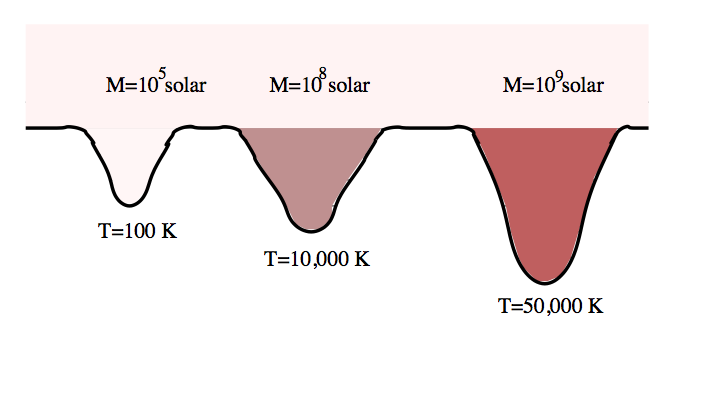 M=10⁵solar
M=10⁸solar
M=10⁹solar
T=100 K
T=10,000 K
T=50,000 K